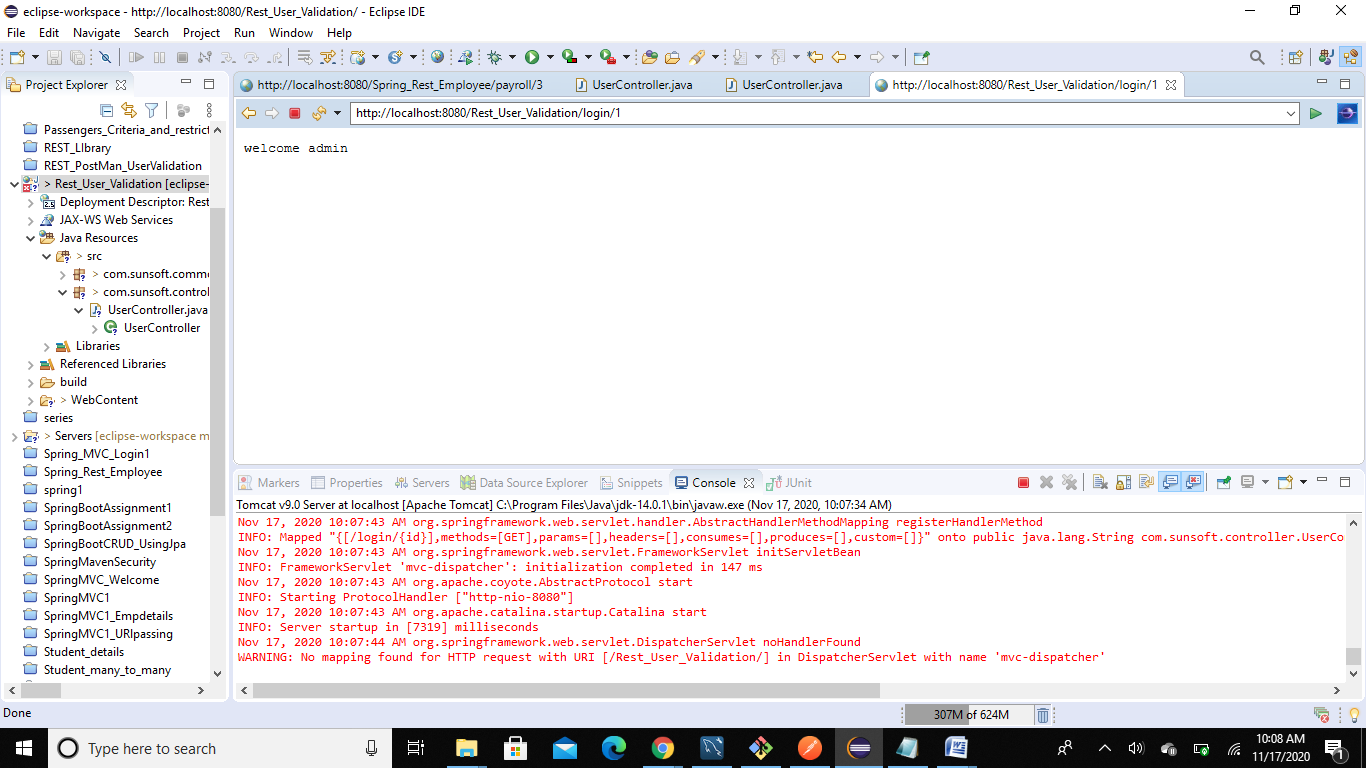 eclipse-workspace - http://localhost:8080/Rest_User_Validation/ - Eclipse IDE
File Edit Navigate Search Project Run Window Help
Project Explorer
http://localhost:8080/Spring_Rest_Employee/payroll/3
UserController.java
UserController.java
http://localhost:8080/Rest_User_Validation/login/1
http://localhost:8080/Rest_User_Validation/login/1
welcome admin
Passengers_Criteria_and_restrict
REST_LIbrary
REST_PostMan_UserValidation
> Rest_User_Validation [eclipse-
Deployment Descriptor: Rest
JAX-WS Web Services
Java Resources
> src
> com.sunsoft.comm
> com.sunsoft.control
UserController.java
UserController
Libraries
Referenced Libraries
build
> WebContent
series
> Servers [eclipse-workspace m
Spring_MVC_Login1
Spring_Rest_Employee
spring1
SpringBootAssignment1
SpringBootAssignment2
SpringBootCRUD_UsingJpa
SpringMavenSecurity
SpringMVC_Welcome
SpringMVC1
SpringMVC1_Empdetails
SpringMVC1_URIpassing
Student_details
Student_many_to_many
Markers Properties Servers Data Source Explorer Snippets Console JUnit
Tomcat v9.0 Server at localhost [Apache Tomcat] C:\Program Files\Java\jdk-14.0.1\bin\javaw.exe (Nov 17, 2020, 10:07:34 AM)
Nov 17, 2020 10:07:43 AM org.springframework.web.servlet.handler.AbstractHandlerMethodMapping registerHandlerMethod
INFO: Mapped "{[/login/{id}],methods=[GET],params=[],headers=[],consumes=[],produces=[],custom=[]}" onto public java.lang.String com.sunsoft.controller.UserCo
Nov 17, 2020 10:07:43 AM org.springframework.web.servlet.FrameworkServlet initServletBean
INFO: FrameworkServlet 'mvc-dispatcher': initialization completed in 147 ms
Nov 17, 2020 10:07:43 AM org.apache.coyote.AbstractProtocol start
INFO: Starting ProtocolHandler ["http-nio-8080"]
Nov 17, 2020 10:07:43 AM org.apache.catalina.startup.Catalina start
INFO: Server startup in [7319] milliseconds
Nov 17, 2020 10:07:44 AM org.springframework.web.servlet.DispatcherServlet noHandlerFound
WARNING: No mapping found for HTTP request with URI [/Rest_User_Validation/] in DispatcherServlet with name 'mvc-dispatcher'
Done
307M of 624M
Type here to search
10:08 AM
11/17/2020
1